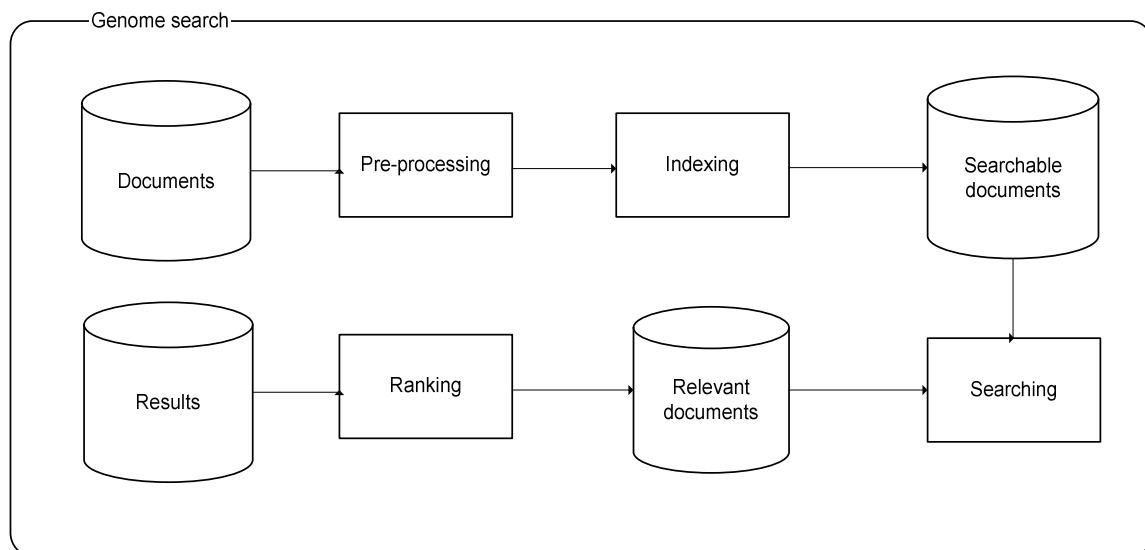 Genome search
Documents
Pre-processing
Indexing
Searchable
documents
Results
Ranking
Relevant
documents
Searching